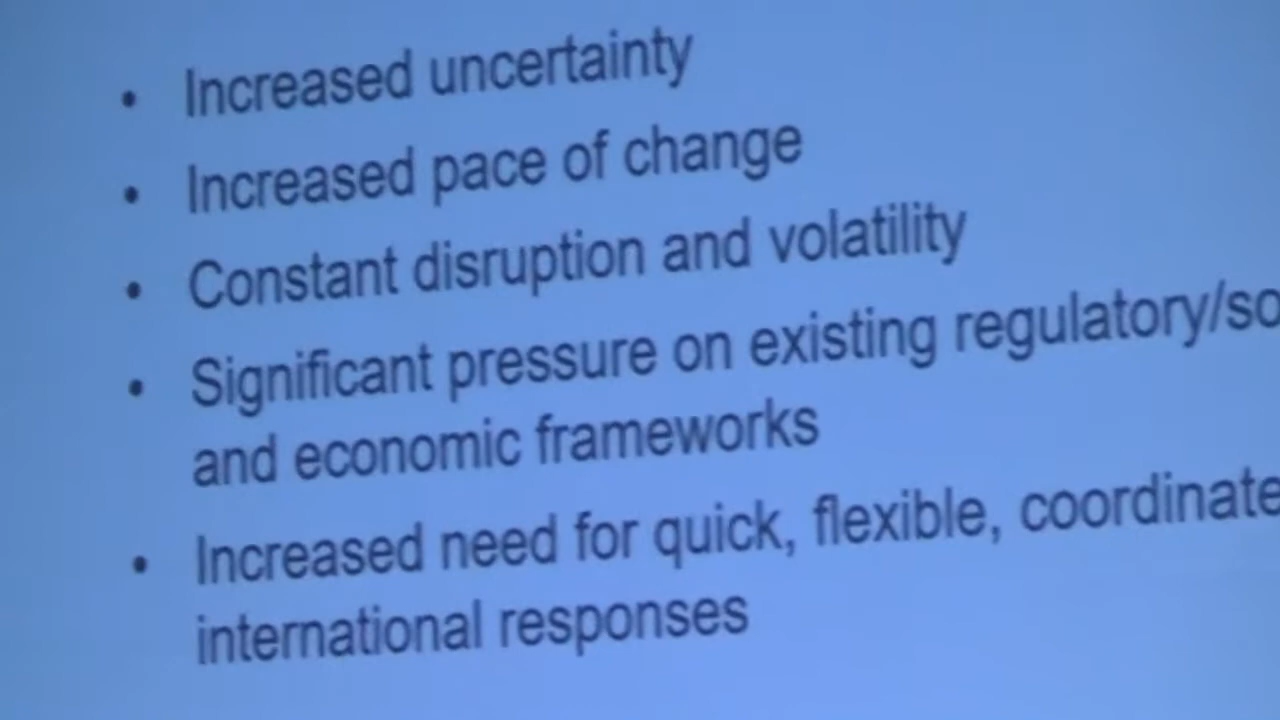 • Increased uncertainty
• Increased pace of change
• Constant disruption and volatility
• Significant pressure on existing regulatory/so
and economic frameworks
• Increased need for quick, flexible, coordinate
international responses